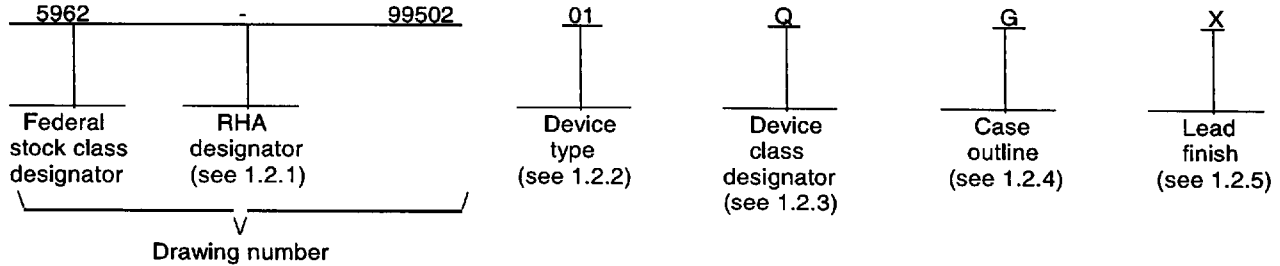 5962 - 99502 01 Q G X
Federal stock class designator
RHA designator (see 1.2.1)
Device type (see 1.2.2)
Device class designator (see 1.2.3)
Case outline (see 1.2.4)
Lead finish (see 1.2.5)
Drawing number